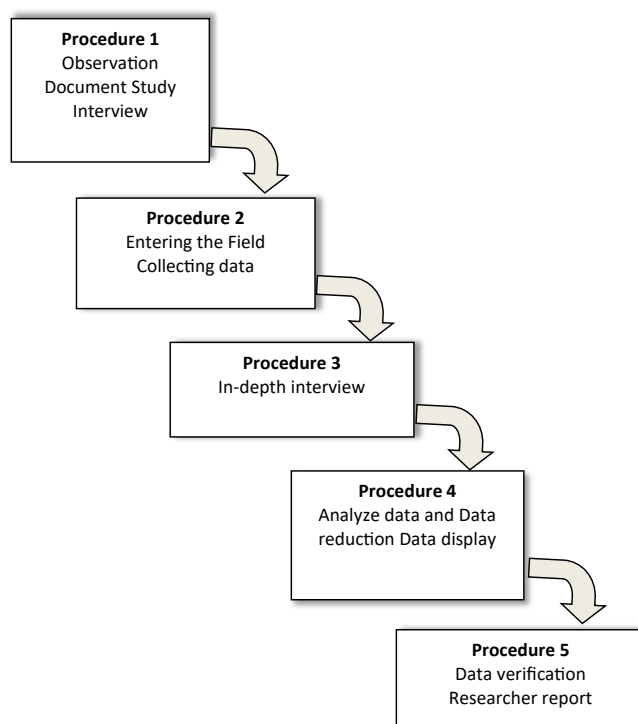 Procedure 1
Observation
Document Study
Interview
Procedure 2
Entering the Field
Collecting data
Procedure 3
In-depth interview
Procedure 4
Analyze data and Data
reduction Data display
Procedure 5
Data verification
Researcher report